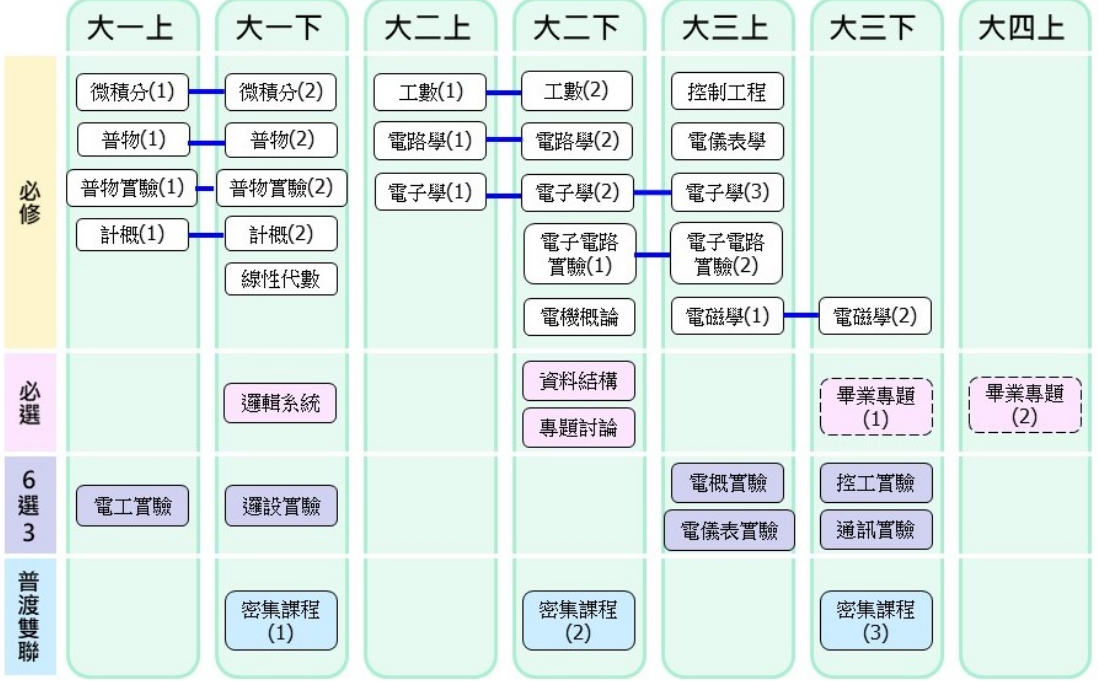 大一上 大一下 大二上 大二下 大三上 大三下 大四上
必修
微積分(1) 微積分(2) 工數(1) 工數(2) 控制工程
普物(1) 普物(2) 電路學(1) 電路學(2) 電儀表學
普物實驗(1) 普物實驗(2) 電子學(1) 電子學(2) 電子學(3)
計概(1) 計概(2) 電子電路 電子電路
實驗(1) 實驗(2)
線性代數
電機概論 電磁學(1) 電磁學(2)
必選
邏輯系統
資料結構
專題討論
畢業專題
(1)
畢業專題
(2)
6選3
電工實驗 邏設實驗
電概實驗 控工實驗
電儀表實驗 通訊實驗
普渡雙聯
密集課程 密集課程 密集課程
(1) (2) (3)